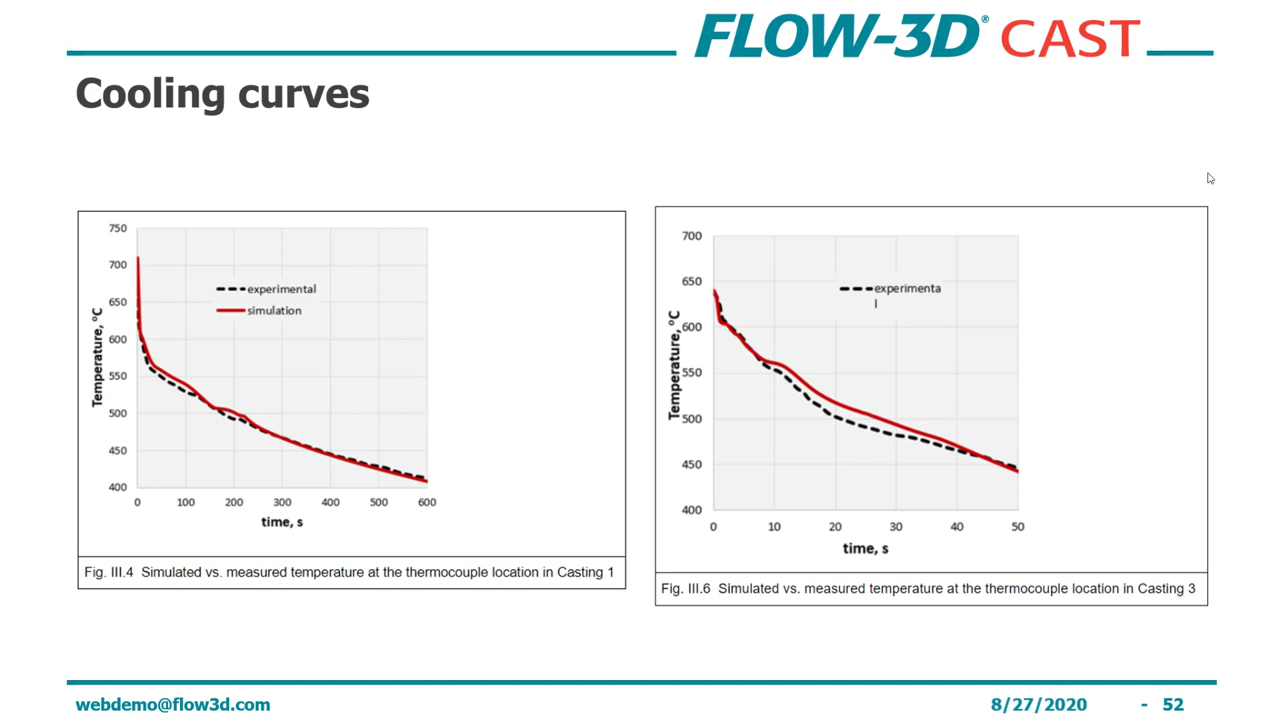 FLOW-3D® CAST
Cooling curves
750
700
650
600
550
500
450
400
0 100 200 300 400 500 600
Temperature, °C
time, s
experimental
simulation
Fig. III.4 Simulated vs. measured temperature at the thermocouple location in Casting 1
700
650
600
550
500
450
400
0 10 20 30 40 50
Temperature, °C
time, s
experimenta
l
Fig. III.6 Simulated vs. measured temperature at the thermocouple location in Casting 3
webdemo@flow3d.com 8/27/2020 - 52